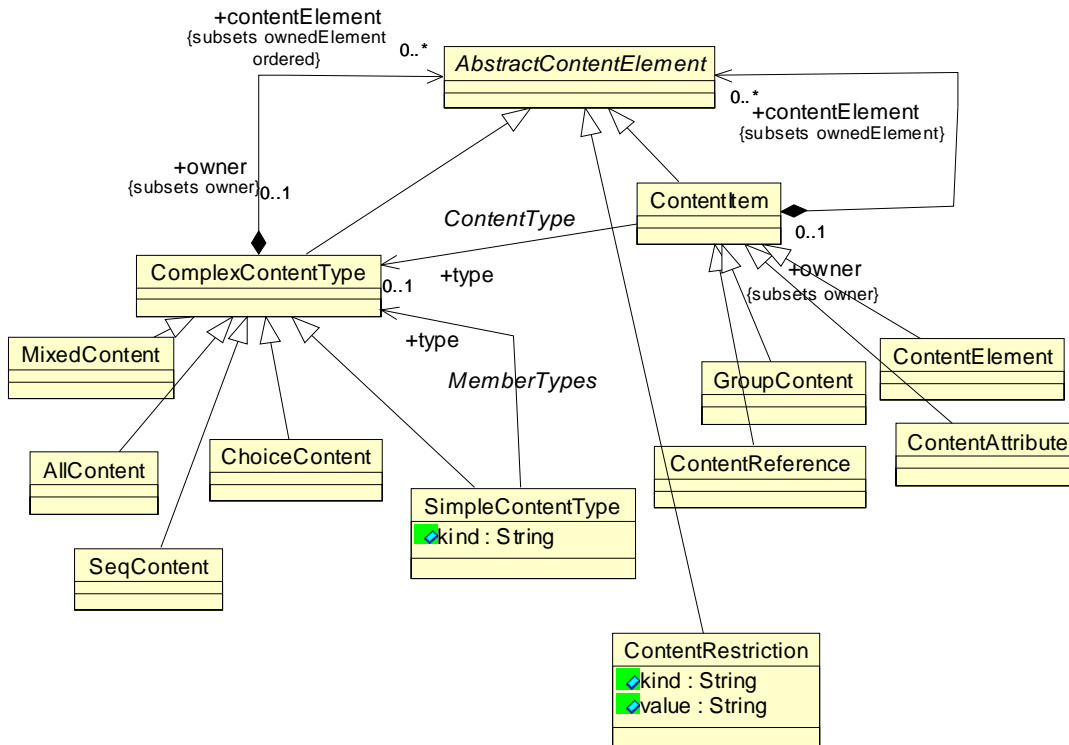 +contentElement
{subsets ownedElement
ordered}
0..*
AbstractContentElement
0..*
+contentElement
{subsets ownedElement}
+owner
{subsets owner}
0..1
ContentItem
ContentType
0..1
ComplexContentType
0..1
+type
+owner
{subsets owner}
+type
MixedContent
ContentElement
MemberTypes
GroupContent
ChoiceContent
ContentAttribute
AllContent
ContentReference
SimpleContentType
kind : String
SeqContent
ContentRestriction
kind : String
value : String